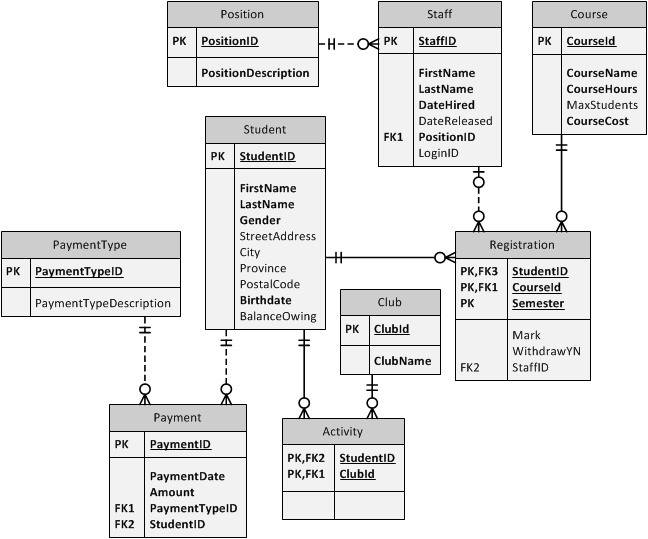 Position
PK PositionID
PositionDescription
Staff
PK StaffID
FirstName
LastName
DateHired
DateReleased
FK1 PositionID
LoginID
Course
PK CourseId
CourseName
CourseHours
MaxStudents
CourseCost
Student
PK StudentID
FirstName
LastName
Gender
StreetAddress
City
Province
PostalCode
Birthdate
BalanceOwing
PaymentType
PK PaymentTypeID
PaymentTypeDescription
Registration
PK,FK3 StudentID
PK,FK1 CourseId
PK Semester
Mark
WithdrawYN
FK2 StaffID
Club
PK ClubId
ClubName
Payment
PK PaymentID
PaymentDate
Amount
FK1 PaymentTypeID
FK2 StudentID
Activity
PK,FK2 StudentID
PK,FK1 ClubId